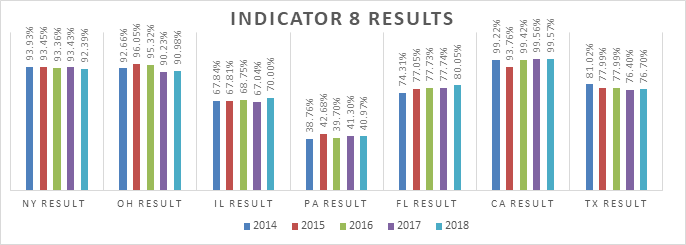 INDICATOR 8 RESULTS
93.93% 93.45% 93.36% 93.43% 92.39%
92.66% 96.05% 95.32% 90.23% 90.98%
67.84% 67.81% 68.75% 67.04% 70.00%
38.76% 42.68% 39.70% 41.30% 40.97%
74.31% 77.05% 77.73% 77.74% 80.05%
99.22% 93.76% 99.42% 99.56% 99.57%
81.02% 77.99% 77.99% 76.40% 76.70%
NY RESULT OH RESULT IL RESULT PA RESULT FL RESULT CA RESULT TX RESULT
2014 2015 2016 2017 2018